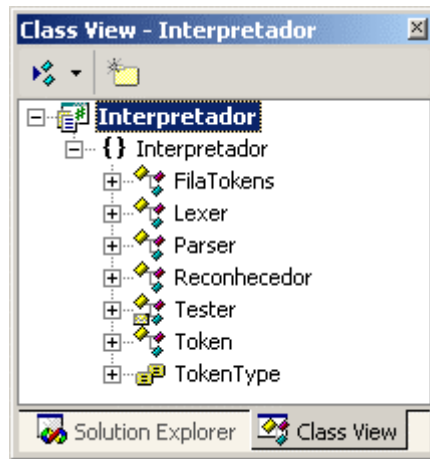 Class View - Interpretador
Interpretador
{} Interpretador
FilaTokens
Lexer
Parser
Reconhecedor
Tester
Token
TokenType
Solution Explorer Class View